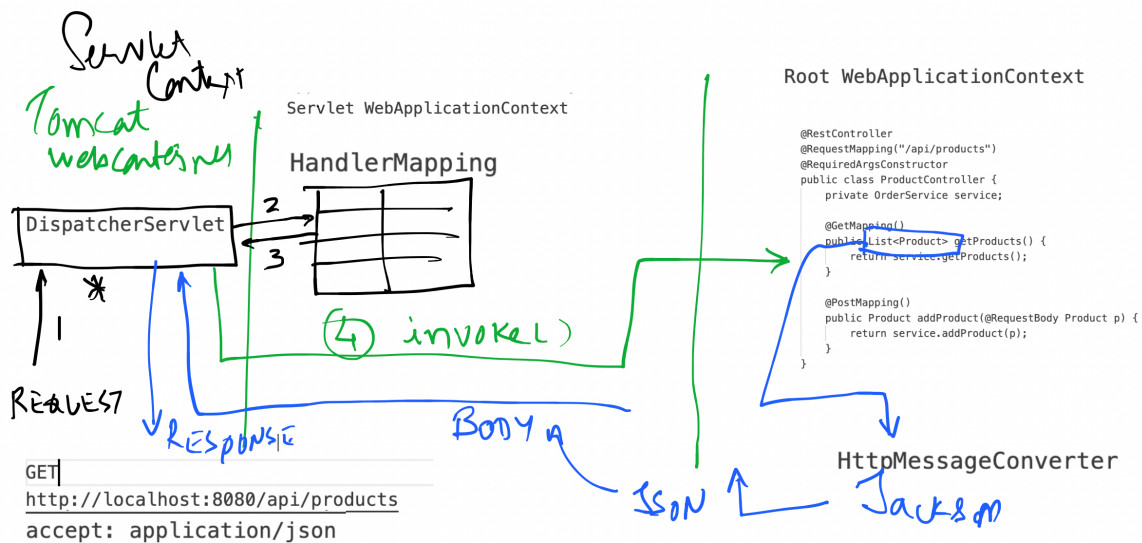 Servlet
Context
Tomcat
webcontainer
Servlet WebApplicationContext
HandlerMapping
DispatcherServlet
2
3
*
1
REQUEST
4 invoke()
RESPONSE
BODY
JSON
Jackson
GET
http://localhost:8080/api/products
accept: application/json
Root WebApplicationContext
@RestController
@RequestMapping("/api/products")
@RequiredArgsConstructor
public class ProductController {
private OrderService service;
@GetMapping()
public List<Product> getProducts() {
return service.getProducts();
}
@PostMapping()
public Product addProduct(@RequestBody Product p) {
return service.addProduct(p);
}
}
HttpMessageConverter